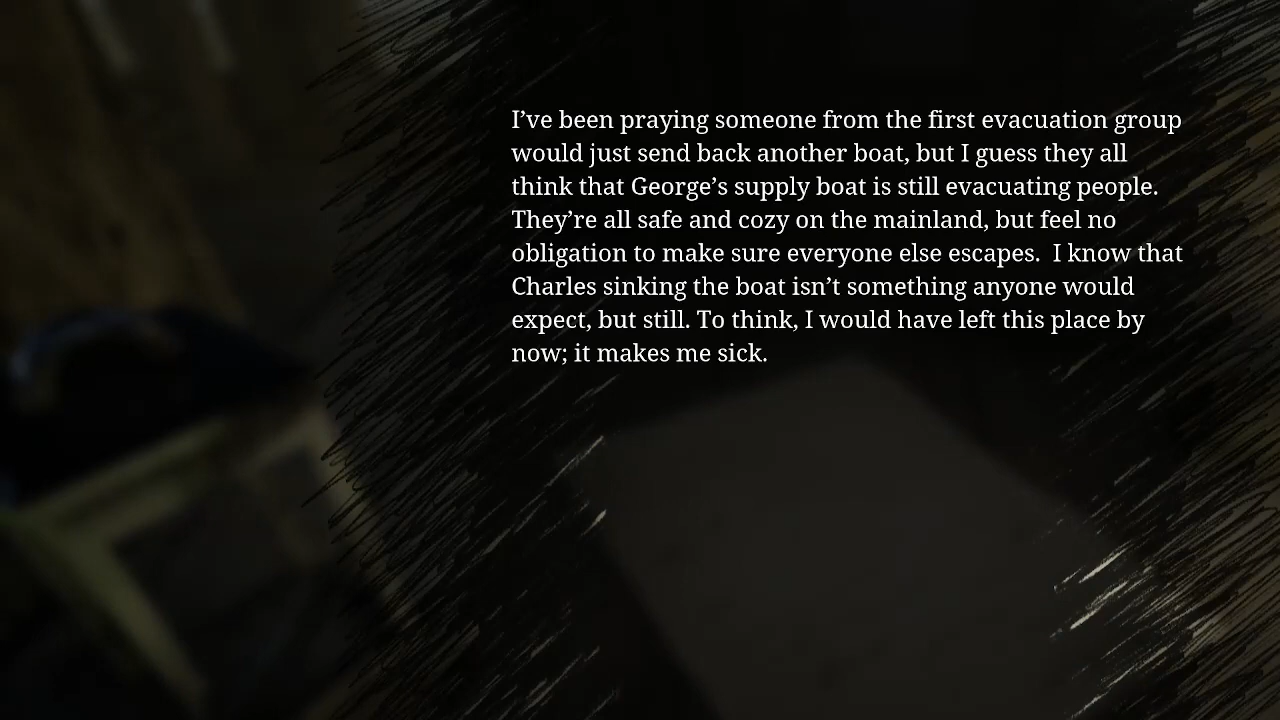 I’ve been praying someone from the first evacuation group
would just send back another boat, but I guess they all
think that George’s supply boat is still evacuating people.
They’re all safe and cozy on the mainland, but feel no
obligation to make sure everyone else escapes.  I know that
Charles sinking the boat isn’t something anyone would
expect, but still. To think, I would have left this place by
now; it makes me sick.